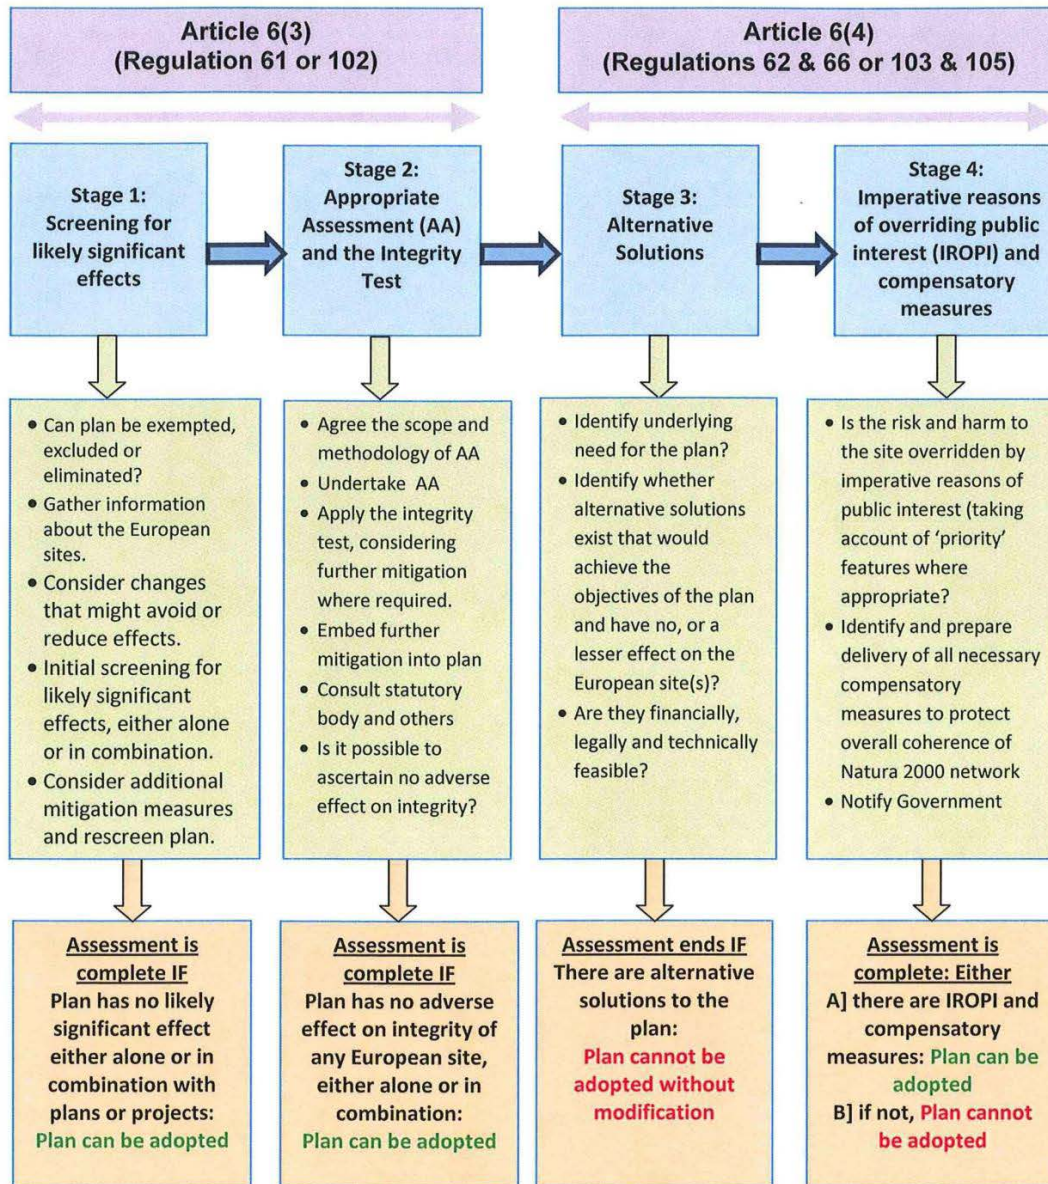 Article 6(3)
(Regulation 61 or 102)
Article 6(4)
(Regulations 62 & 66 or 103 & 105)
Stage 1:
Screening for
likely significant
effects
Stage 2:
Appropriate
Assessment (AA)
and the Integrity
Test
Stage 3:
Alternative
Solutions
Stage 4:
Imperative reasons
of overriding public
interest (IROPI) and
compensatory
measures
• Can plan be exempted,
excluded or
eliminated?
• Gather information
about the European
sites.
• Consider changes
that might avoid or
reduce effects.
• Initial screening for
likely significant
effects, either alone
or in combination.
• Consider additional
mitigation measures
and rescreen plan.
• Agree the scope and
methodology of AA
• Undertake AA
• Apply the integrity
test, considering
further mitigation
where required.
• Embed further
mitigation into plan
• Consult statutory
body and others
• Is it possible to
ascertain no adverse
effect on integrity?
• Identify underlying
need for the plan?
• Identify whether
alternative solutions
exist that would
achieve the
objectives of the plan
and have no, or a
lesser effect on the
European site(s)?
• Are they financially,
legally and technically
feasible?
• Is the risk and harm to
the site overridden by
imperative reasons of
public interest (taking
account of ‘priority’
features where
appropriate?
• Identify and prepare
delivery of all necessary
compensatory
measures to protect
overall coherence of
Natura 2000 network
• Notify Government
Assessment is
complete IF
Plan has no likely
significant effect
either alone or in
combination with
plans or projects:
Plan can be adopted
Assessment is
complete IF
Plan has no adverse
effect on integrity of
any European site,
either alone or in
combination:
Plan can be adopted
Assessment ends IF
There are alternative
solutions to the
plan:
Plan cannot be
adopted without
modification
Assessment is
complete: Either
A] there are IROPI and
compensatory
measures: Plan can be
adopted
B] if not, Plan cannot
be adopted